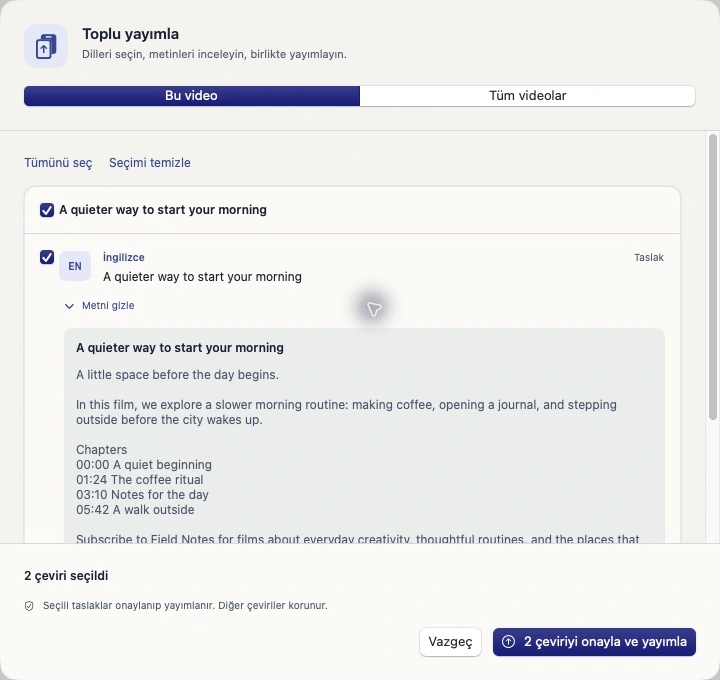 Toplu yayımla
Dilleri seçin, metinleri inceleyin, birlikte yayımlayın.
Bu video
Tüm videolar
Tümünü seç
Seçimi temizle
A quieter way to start your morning
EN
İngilizce
Taslak
A quieter way to start your morning
Metni gizle
A quieter way to start your morning
A little space before the day begins.
In this film, we explore a slower morning routine: making coffee, opening a journal, and stepping
outside before the city wakes up.
Chapters
00:00 A quiet beginning
01:24 The coffee ritual
03:10 Notes for the day
05:42 A walk outside
Subscribe to Field Notes for films about everyday creativity, thoughtful routines, and the places that
2 çeviri seçildi
Seçili taslaklar onaylanıp yayımlanır. Diğer çeviriler korunur.
Vazgeç
2 çeviriyi onayla ve yayımla